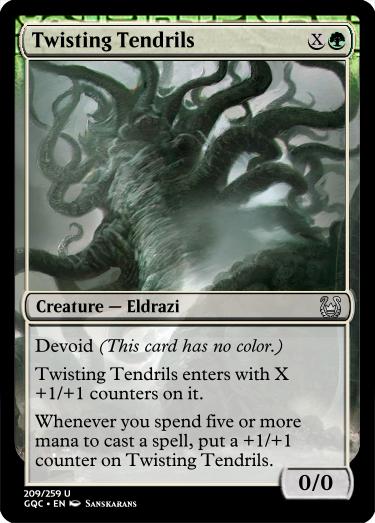 Twisting Tendrils X
Creature — Eldrazi
Devoid (This card has no color.)
Twisting Tendrils enters with X
+1/+1 counters on it.
Whenever you spend five or more
mana to cast a spell, put a +1/+1
counter on Twisting Tendrils.
0/0
209/259 U
GQC • EN Sanskarans